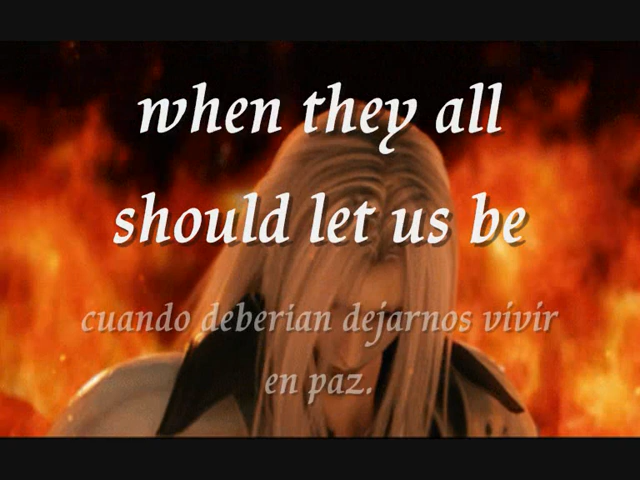 when they all
should let us be
cuando deberian dejarnos vivir
en paz.